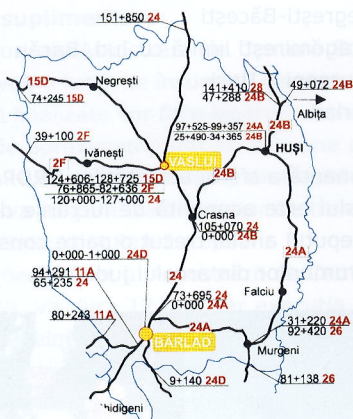 151+850 24
15D
Negrești
74+245 15D
141+410 28
47+288 24B
49+072 24B
Albița
39+100 2F
Ivănești
2F
97+525-99+357 24A
25+490-34+365 24B
24B
HUȘI
VASLUI
24B
124+606-128+725 15D
76+865-82+636 2F
120+000-127+000 24
Crasna
105+070 24
0+000 24B
24A
0+000-1+000 24D
94+291 11A
65+235 24
24
73+695 24
0+000 24A
Falciu
80+243 11A
24A
BÂRLAD
31+220 24A
92+420 26
Murgeni
9+140 24D
81+138 26
hidigeni